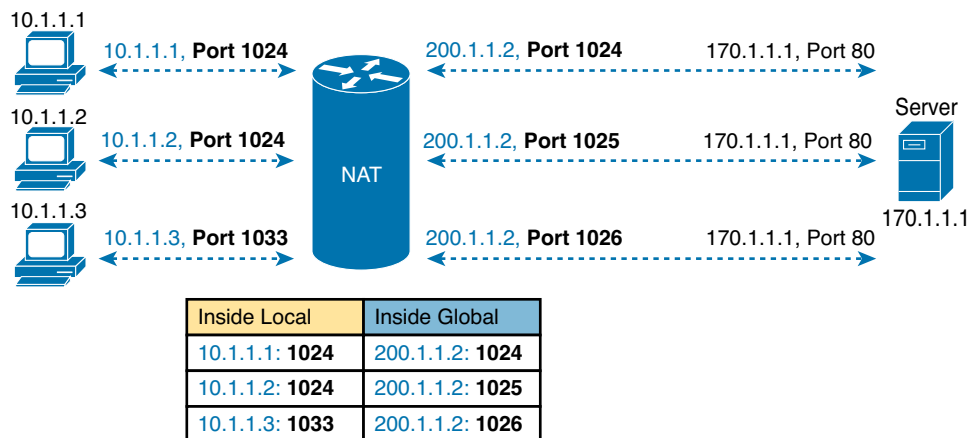 10.1.1.1
10.1.1.1, Port 1024
200.1.1.2, Port 1024
170.1.1.1, Port 80
10.1.1.2
10.1.1.2, Port 1024
NAT
200.1.1.2, Port 1025
170.1.1.1, Port 80
Server
170.1.1.1
10.1.1.3
10.1.1.3, Port 1033
200.1.1.2, Port 1026
170.1.1.1, Port 80
Inside Local Inside Global
10.1.1.1: 1024 200.1.1.2: 1024
10.1.1.2: 1024 200.1.1.2: 1025
10.1.1.3: 1033 200.1.1.2: 1026